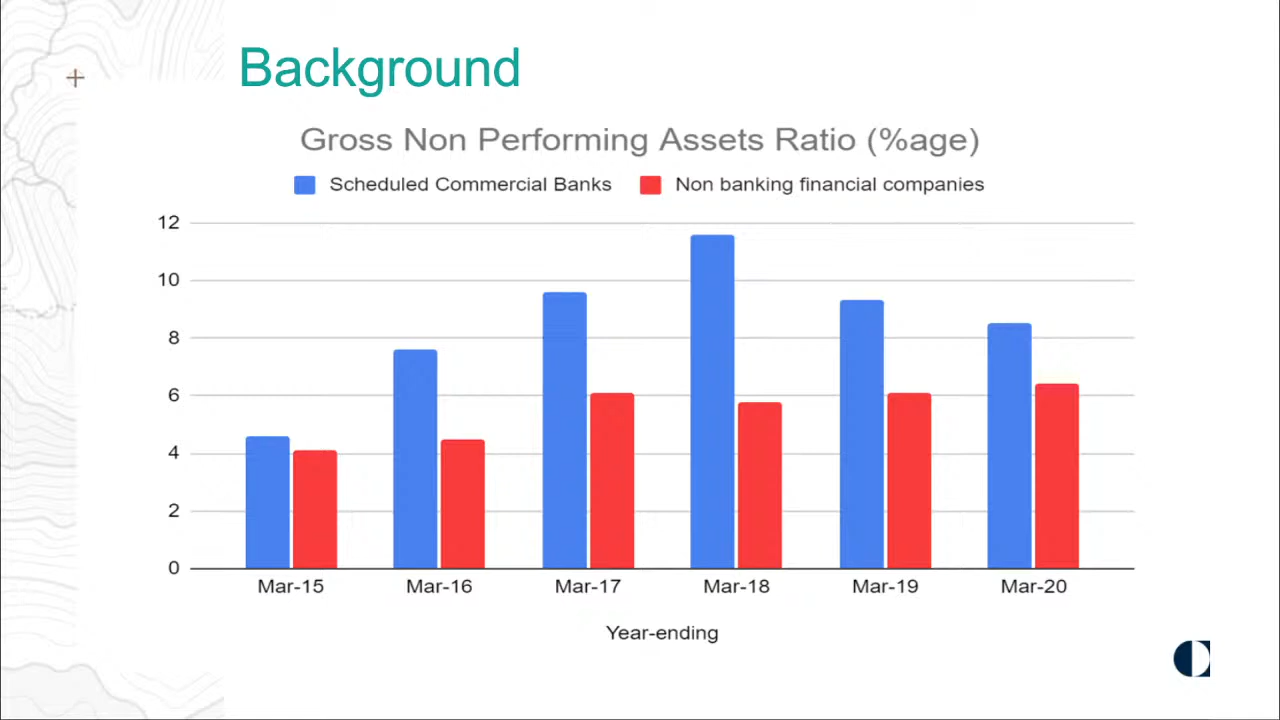 Background
Gross Non Performing Assets Ratio (%age)
Scheduled Commercial Banks Non banking financial companies
12
10
8
6
4
2
0
Mar-15 Mar-16 Mar-17 Mar-18 Mar-19 Mar-20
Year-ending